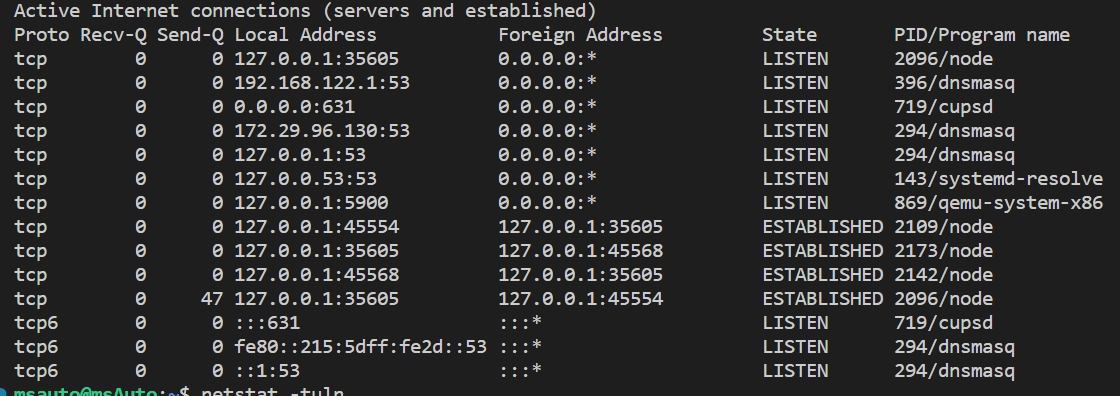 Active Internet connections (servers and established)
Proto Recv-Q Send-Q Local Address           Foreign Address         State       PID/Program name
tcp        0      0 127.0.0.1:35605         0.0.0.0:*               LISTEN      2096/node
tcp        0      0 192.168.122.1:53        0.0.0.0:*               LISTEN      396/dnsmasq
tcp        0      0 0.0.0.0:631             0.0.0.0:*               LISTEN      719/cupsd
tcp        0      0 172.29.96.130:53        0.0.0.0:*               LISTEN      294/dnsmasq
tcp        0      0 127.0.0.1:53            0.0.0.0:*               LISTEN      294/dnsmasq
tcp        0      0 127.0.0.53:53           0.0.0.0:*               LISTEN      143/systemd-resolve
tcp        0      0 127.0.0.1:5900          0.0.0.0:*               LISTEN      869/qemu-system-x86
tcp        0      0 127.0.0.1:45554         127.0.0.1:35605         ESTABLISHED 2109/node
tcp        0      0 127.0.0.1:35605         127.0.0.1:45568         ESTABLISHED 2173/node
tcp        0      0 127.0.0.1:45568         127.0.0.1:35605         ESTABLISHED 2142/node
tcp        0     47 127.0.0.1:35605         127.0.0.1:45554         ESTABLISHED 2096/node
tcp6       0      0 :::631                  :::*                    LISTEN      719/cupsd
tcp6       0      0 fe80::215:5dff:fe2d::53 :::*                    LISTEN      294/dnsmasq
tcp6       0      0 ::1:53                  :::*                    LISTEN      294/dnsmasq
msauto@msAuto:~$ netstat -tuln